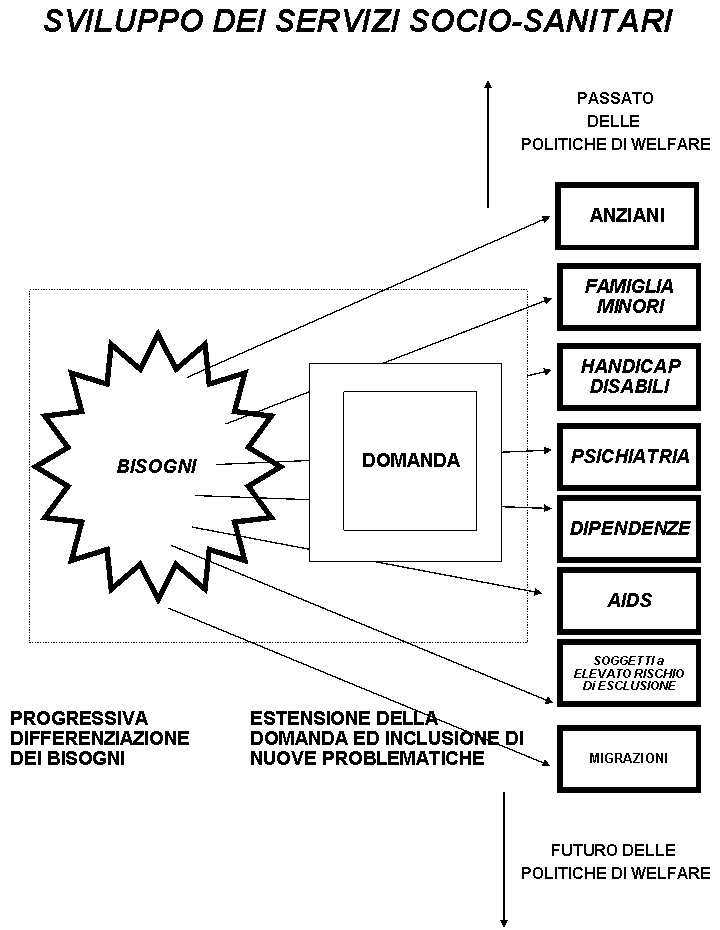 SVILUPPO DEI SERVIZI SOCIO-SANITARI
PASSATO
DELLE
POLITICHE DI WELFARE
ANZIANI
FAMIGLIA
MINORI
HANDICAP
DISABILI
BISOGNI
DOMANDA
PSICHIATRIA
DIPENDENZE
AIDS
SOGGETTI a
ELEVATO RISCHIO
Di ESCLUSIONE
PROGRESSIVA
DIFFERENZIAZIONE
DEI BISOGNI
ESTENSIONE DELLA
DOMANDA ED INCLUSIONE DI
NUOVE PROBLEMATICHE
MIGRAZIONI
FUTURO DELLE
POLITICHE DI WELFARE